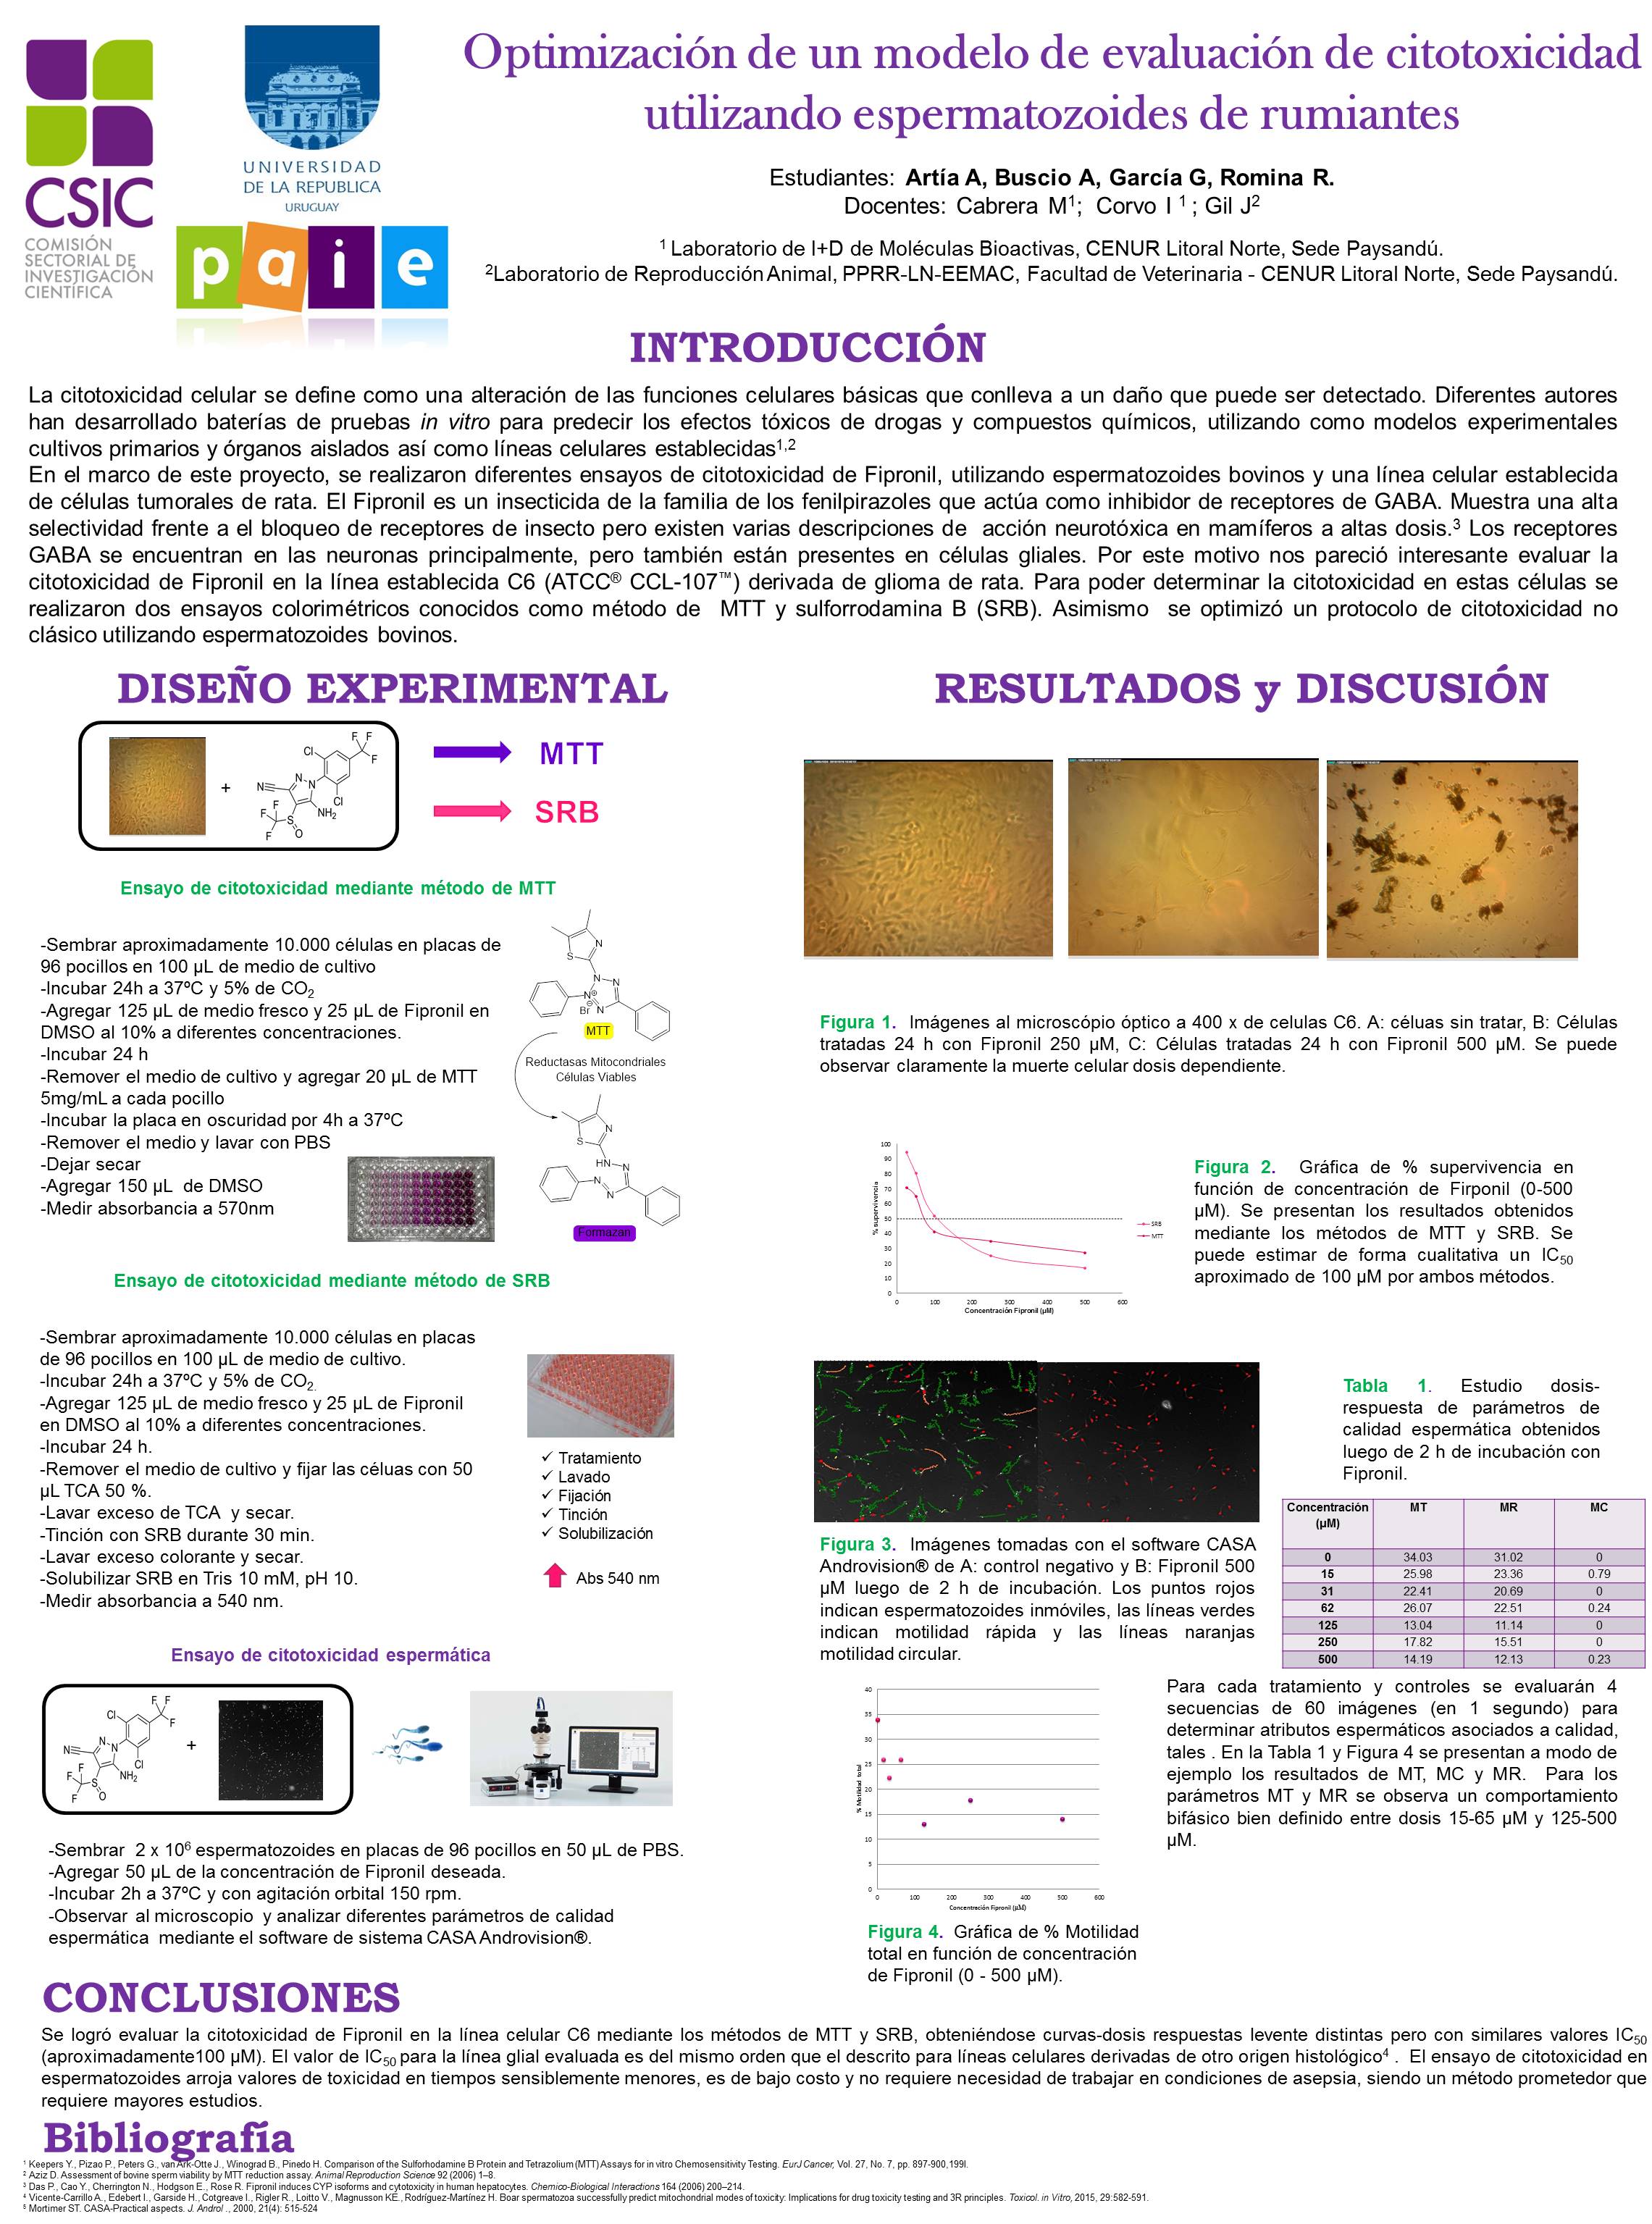 CSIC
COMISIÓN
SECTORIAL DE
INVESTIGACIÓN
CIENTÍFICA
UNIVERSIDAD
DE LA REPUBLICA
URUGUAY
paie
Optimización de un modelo de evaluación de citotoxicidad
utilizando espermatozoides de rumiantes
Estudiantes: Artía A, Buscio A, García G, Romina R.
Docentes: Cabrera M¹; Corvo I ¹ ; Gil J²
¹ Laboratorio de I+D de Moléculas Bioactivas, CENUR Litoral Norte, Sede Paysandú.
²Laboratorio de Reproducción Animal, PPRR-LN-EEMAC, Facultad de Veterinaria - CENUR Litoral Norte, Sede Paysandú.
INTRODUCCIÓN
La citotoxicidad celular se define como una alteración de las funciones celulares básicas que conlleva a un daño que puede ser detectado. Diferentes autores
han desarrollado baterías de pruebas in vitro para predecir los efectos tóxicos de drogas y compuestos químicos, utilizando como modelos experimentales
cultivos primarios y órganos aislados así como líneas celulares establecidas¹,²
En el marco de este proyecto, se realizaron diferentes ensayos de citotoxicidad de Fipronil, utilizando espermatozoides bovinos y una línea celular establecida
de células tumorales de rata. El Fipronil es un insecticida de la familia de los fenilpirazoles que actúa como inhibidor de receptores de GABA. Muestra una alta
selectividad frente a el bloqueo de receptores de insecto pero existen varias descripciones de acción neurotóxica en mamíferos a altas dosis.³ Los receptores
GABA se encuentran en las neuronas principalmente, pero también están presentes en células gliales. Por este motivo nos pareció interesante evaluar la
citotoxicidad de Fipronil en la línea establecida C6 (ATCC® CCL-107™) derivada de glioma de rata. Para poder determinar la citotoxicidad en estas células se
realizaron dos ensayos colorimétricos conocidos como método de MTT y sulforrodamina B (SRB). Asimismo se optimizó un protocolo de citotoxicidad no
clásico utilizando espermatozoides bovinos.
DISEÑO EXPERIMENTAL
+
Cl
F F
F
N≡
N
N
Cl
F
F
F
S
O
NH₂
MTT
SRB
Ensayo de citotoxicidad mediante método de MTT
-Sembrar aproximadamente 10.000 células en placas de
96 pocillos en 100 µL de medio de cultivo
-Incubar 24h a 37ºC y 5% de CO₂
-Agregar 125 µL de medio fresco y 25 µL de Fipronil en
DMSO al 10% a diferentes concentraciones.
-Incubar 24 h
-Remover el medio de cultivo y agregar 20 µL de MTT
5mg/mL a cada pocillo
-Incubar la placa en oscuridad por 4h a 37ºC
-Remover el medio y lavar con PBS
-Dejar secar
-Agregar 150 µL de DMSO
-Medir absorbancia a 570nm
S
N
N
N
N⊕
N
Br⊖
MTT
Reductasas Mitocondriales
Células Viables
S
N
HN
N
N
N
Formazan
Ensayo de citotoxicidad mediante método de SRB
-Sembrar aproximadamente 10.000 células en placas
de 96 pocillos en 100 µL de medio de cultivo.
-Incubar 24h a 37ºC y 5% de CO₂.
-Agregar 125 µL de medio fresco y 25 µL de Fipronil
en DMSO al 10% a diferentes concentraciones.
-Incubar 24 h.
-Remover el medio de cultivo y fijar las céluas con 50
µL TCA 50 %.
-Lavar exceso de TCA y secar.
-Tinción con SRB durante 30 min.
-Lavar exceso colorante y secar.
-Solubilizar SRB en Tris 10 mM, pH 10.
-Medir absorbancia a 540 nm.
✓ Tratamiento
✓ Lavado
✓ Fijación
✓ Tinción
✓ Solubilización
Abs 540 nm
Ensayo de citotoxicidad espermática
Cl
F F
F
N≡
N
N
Cl
F
F
F
S
O
NH₂
+
-Sembrar 2 x 10⁶ espermatozoides en placas de 96 pocillos en 50 µL de PBS.
-Agregar 50 µL de la concentración de Fipronil deseada.
-Incubar 2h a 37ºC y con agitación orbital 150 rpm.
-Observar al microscopio y analizar diferentes parámetros de calidad
espermática mediante el software de sistema CASA Androvision®.
RESULTADOS y DISCUSIÓN
Figura 1. Imágenes al microscópio óptico a 400 x de celulas C6. A: céluas sin tratar, B: Células
tratadas 24 h con Fipronil 250 µM, C: Células tratadas 24 h con Fipronil 500 µM. Se puede
observar claramente la muerte celular dosis dependiente.
% supervivencia
100
90
80
70
60
50
40
30
20
10
0
0 100 200 300 400 500 600
Concentración Fipronil (µM)
SRB
MTT
Figura 2. Gráfica de % supervivencia en
función de concentración de Firponil (0-500
µM). Se presentan los resultados obtenidos
mediante los métodos de MTT y SRB. Se
puede estimar de forma cualitativa un IC₅₀
aproximado de 100 µM por ambos métodos.
Figura 3. Imágenes tomadas con el software CASA
Androvision® de A: control negativo y B: Fipronil 500
µM luego de 2 h de incubación. Los puntos rojos
indican espermatozoides inmóviles, las líneas verdes
indican motilidad rápida y las líneas naranjas
motilidad circular.
Tabla 1. Estudio dosis-
respuesta de parámetros de
calidad espermática obtenidos
luego de 2 h de incubación con
Fipronil.
Concentración MT MR MC
(µM)
0 34.03 31.02 0
15 25.98 23.36 0.79
31 22.41 20.69 0
62 26.07 22.51 0.24
125 13.04 11.14 0
250 17.82 15.51 0
500 14.19 12.13 0.23
% Motilidad total
40
35
30
25
20
15
10
5
0
0 100 200 300 400 500 600
Concentración Fipronil (µM)
Figura 4. Gráfica de % Motilidad
total en función de concentración
de Fipronil (0 - 500 µM).
Para cada tratamiento y controles se evaluarán 4
secuencias de 60 imágenes (en 1 segundo) para
determinar atributos espermáticos asociados a calidad,
tales . En la Tabla 1 y Figura 4 se presentan a modo de
ejemplo los resultados de MT, MC y MR. Para los
parámetros MT y MR se observa un comportamiento
bifásico bien definido entre dosis 15-65 µM y 125-500
µM.
CONCLUSIONES
Se logró evaluar la citotoxicidad de Fipronil en la línea celular C6 mediante los métodos de MTT y SRB, obteniéndose curvas-dosis respuestas levente distintas pero con similares valores IC₅₀
(aproximadamente100 µM). El valor de IC₅₀ para la línea glial evaluada es del mismo orden que el descrito para líneas celulares derivadas de otro origen histológico⁴ . El ensayo de citotoxicidad en
espermatozoides arroja valores de toxicidad en tiempos sensiblemente menores, es de bajo costo y no requiere necesidad de trabajar en condiciones de asepsia, siendo un método prometedor que
requiere mayores estudios.
Bibliografía
¹ Keepers Y., Pizao P., Peters G., van Ark-Otte J., Winograd B., Pinedo H. Comparison of the Sulforhodamine B Protein and Tetrazolium (MTT) Assays for in vitro Chemosensitivity Testing. EurJ Cancer, Vol. 27, No. 7, pp. 897-900,199I.
² Aziz D. Assessment of bovine sperm viability by MTT reduction assay. Animal Reproduction Science 92 (2006) 1–8.
³ Das P., Cao Y., Cherrington N., Hodgson E., Rose R. Fipronil induces CYP isoforms and cytotoxicity in human hepatocytes. Chemico-Biological Interactions 164 (2006) 200–214.
⁴ Vicente-Carrillo A., Edebert I., Garside H., Cotgreave I., Rigler R., Loitto V., Magnusson KE., Rodríguez-Martínez H. Boar spermatozoa successfully predict mitochondrial modes of toxicity: Implications for drug toxicity testing and 3R principles. Toxicol. in Vitro, 2015, 29:582-591.
⁵ Mortimer ST. CASA-Practical aspects. J. Androl ., 2000, 21(4): 515-524